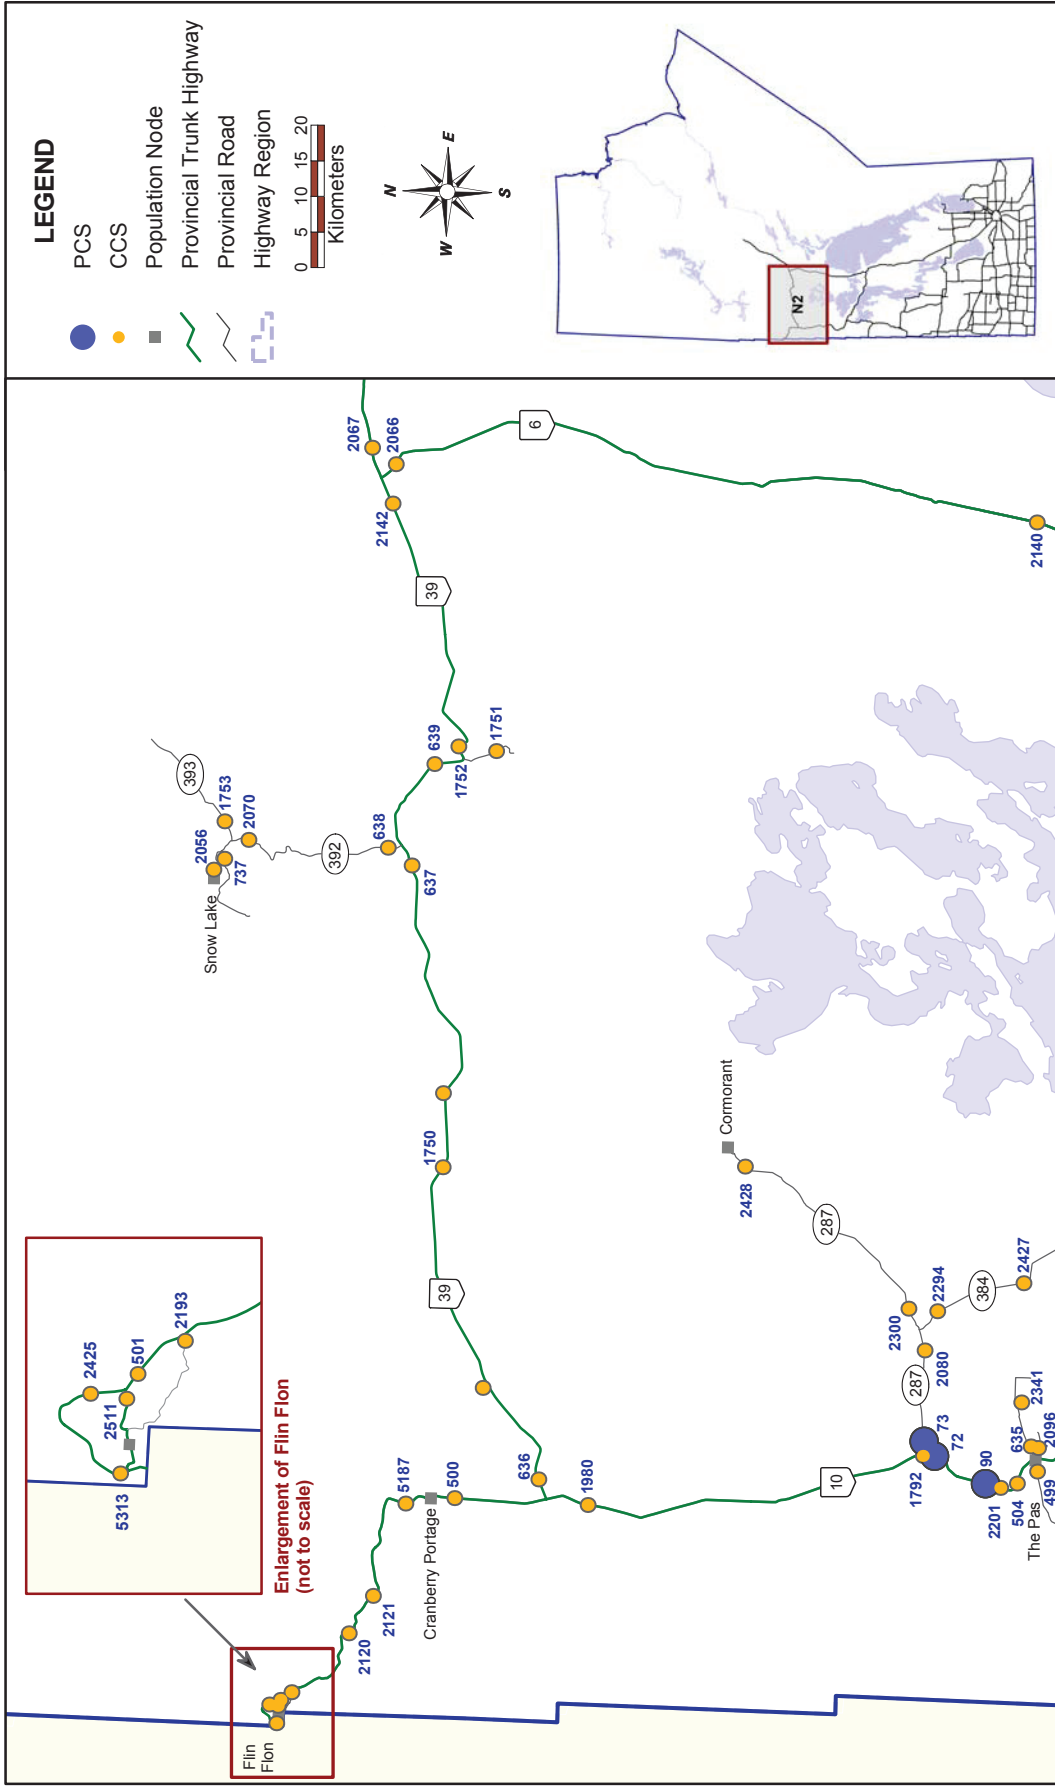 LEGEND
PCS
CCS
Population Node
Provincial Trunk Highway
Provincial Road
Highway Region
0 5 10 15 20
Kilometers
N
E
S
W
N2
2067
2066
2142
6
39
2140
393
1753
2056
2070
737
Snow Lake
392
638
637
639
1752
1751
1750
39
Cormorant
2428
287
2300
2294
384
2427
2080
287
73
72
1792
90
2201
504
The Pas
635
2341
2096
499
10
636
1980
5187
Cranberry Portage
500
2121
2120
Flin
Flon
2425
501
2193
2511
5313
Enlargement of Flin Flon
(not to scale)